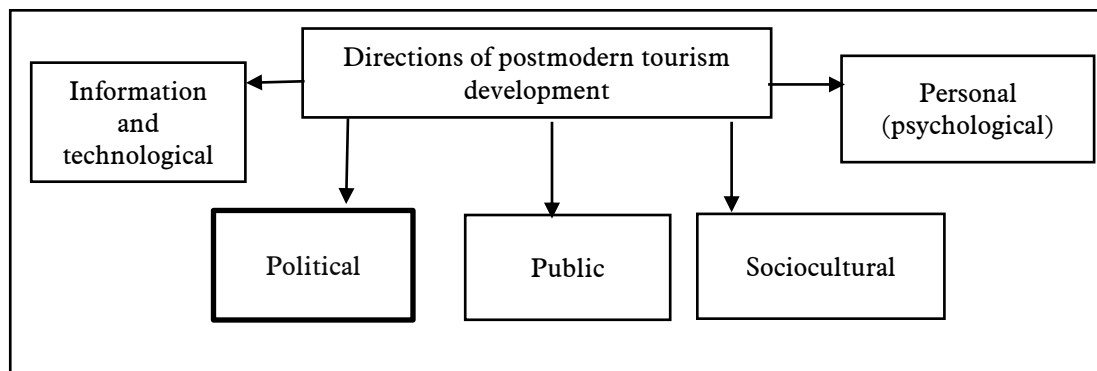 Directions of postmodern tourism
development
Information
and
technological
Personal
(psychological)
Political
Public
Sociocultural